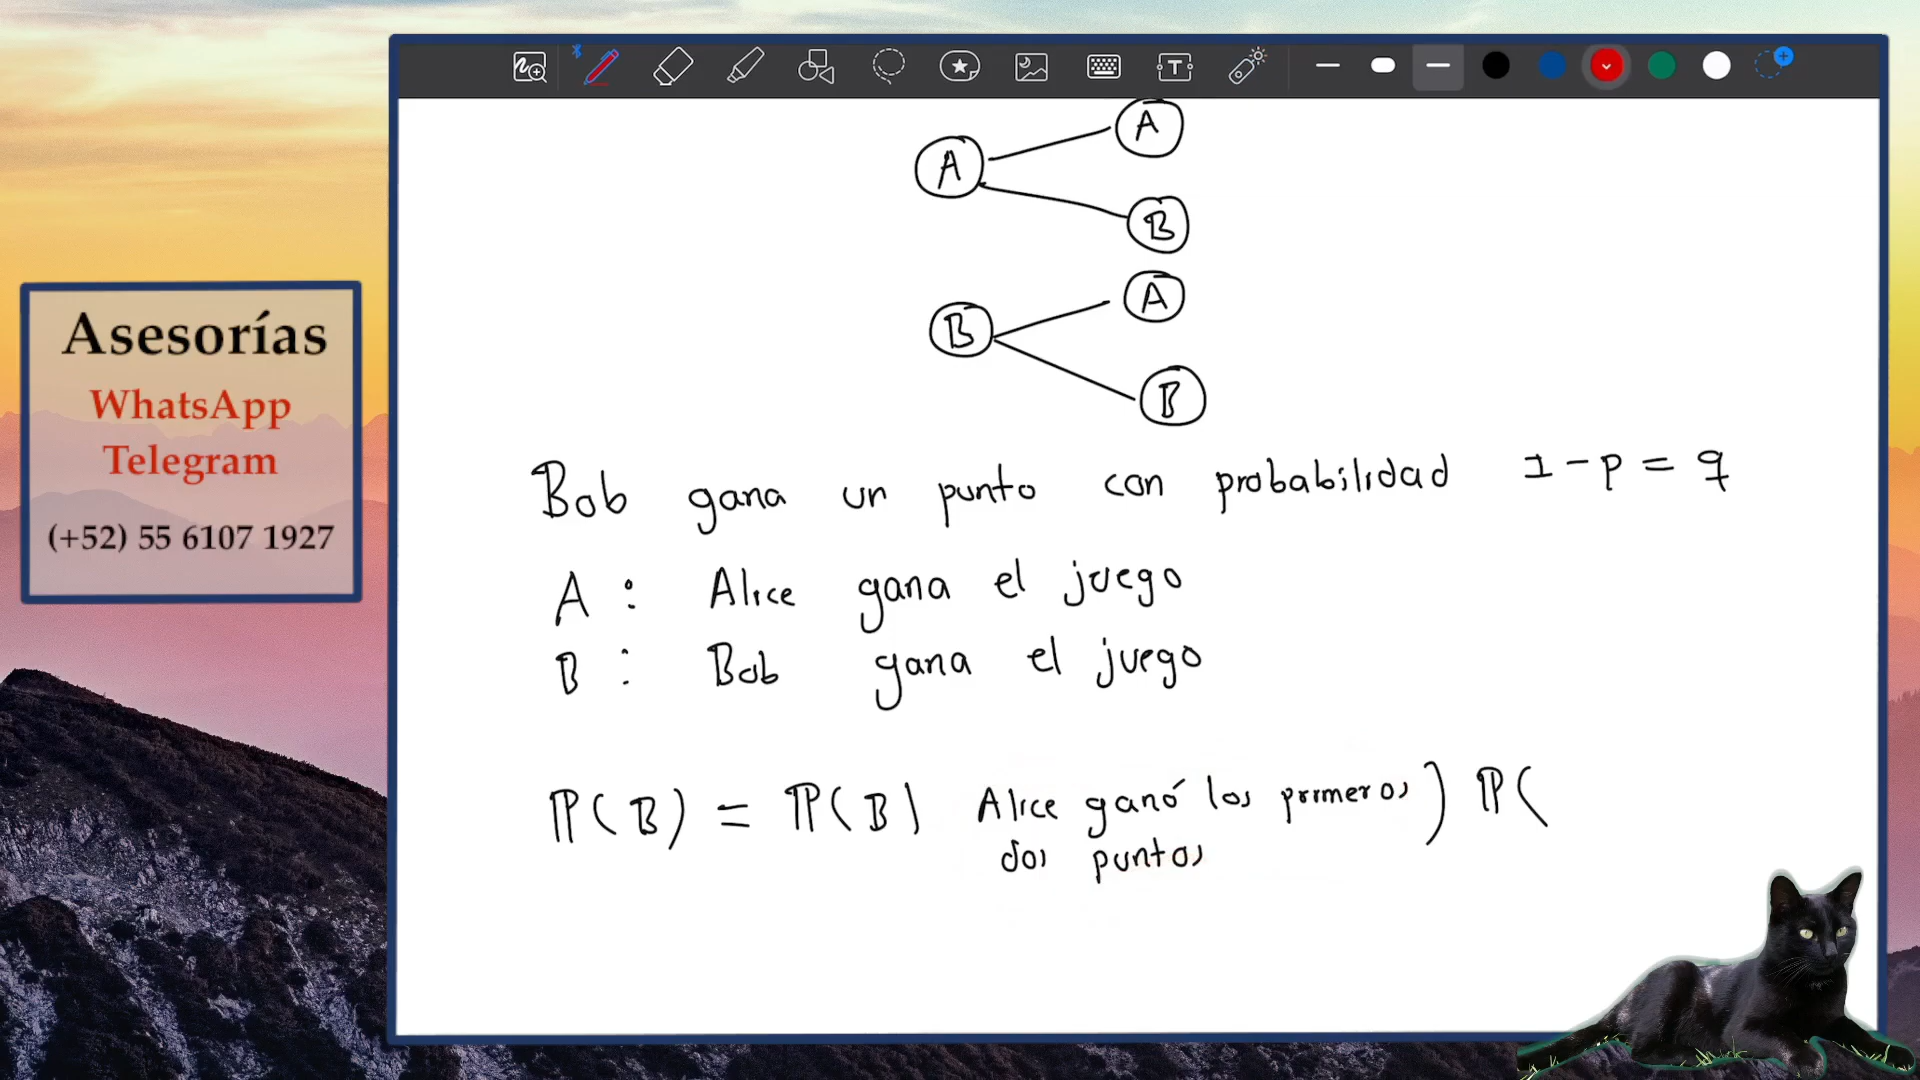 A
A
B
A
B
B
Asesorías
WhatsApp
Telegram
(+52) 55 6107 1927
Bob gana un punto con probabilidad 1-p = q
A : Alice gana el juego
B : Bob gana el juego
ℙ(B) = ℙ(B| Alice ganó los primeros) ℙ(
dos puntos